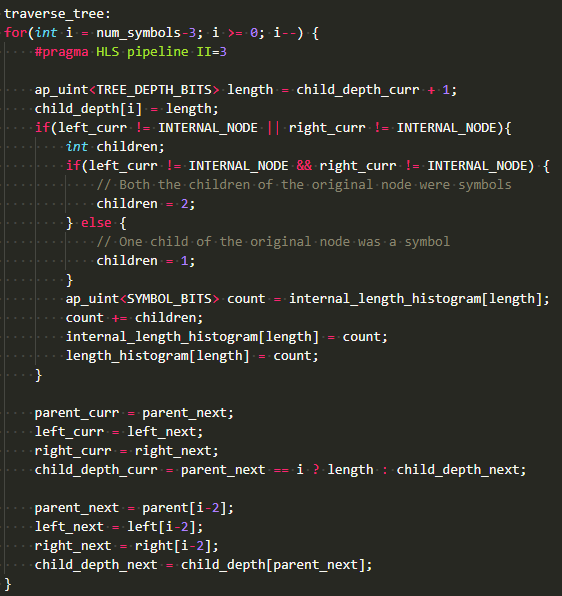 traverse_tree:
for(int i = num_symbols-3; i >= 0; i--) {
    #pragma HLS pipeline II=3

    ap_uint<TREE_DEPTH_BITS> length = child_depth_curr + 1;
    child_depth[i] = length;
    if(left_curr != INTERNAL_NODE || right_curr != INTERNAL_NODE){
        int children;
        if(left_curr != INTERNAL_NODE && right_curr != INTERNAL_NODE) {
            // Both the children of the original node were symbols
            children = 2;
        } else {
            // One child of the original node was a symbol
            children = 1;
        }
        ap_uint<SYMBOL_BITS> count = internal_length_histogram[length];
        count += children;
        internal_length_histogram[length] = count;
        length_histogram[length] = count;
    }

    parent_curr = parent_next;
    left_curr = left_next;
    right_curr = right_next;
    child_depth_curr = parent_next == i ? length : child_depth_next;

    parent_next = parent[i-2];
    left_next = left[i-2];
    right_next = right[i-2];
    child_depth_next = child_depth[parent_next];
}